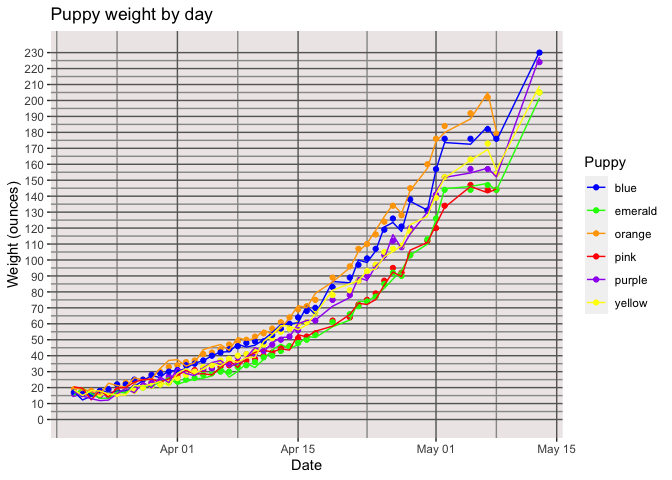 Puppy weight by day
230
220
210
200
190
180
170
160
150
140
130
120
110
100
90
80
70
60
50
40
30
20
10
0
Weight (ounces)
Apr 01
Apr 15
May 01
May 15
Date
Puppy
blue
emerald
orange
pink
purple
yellow